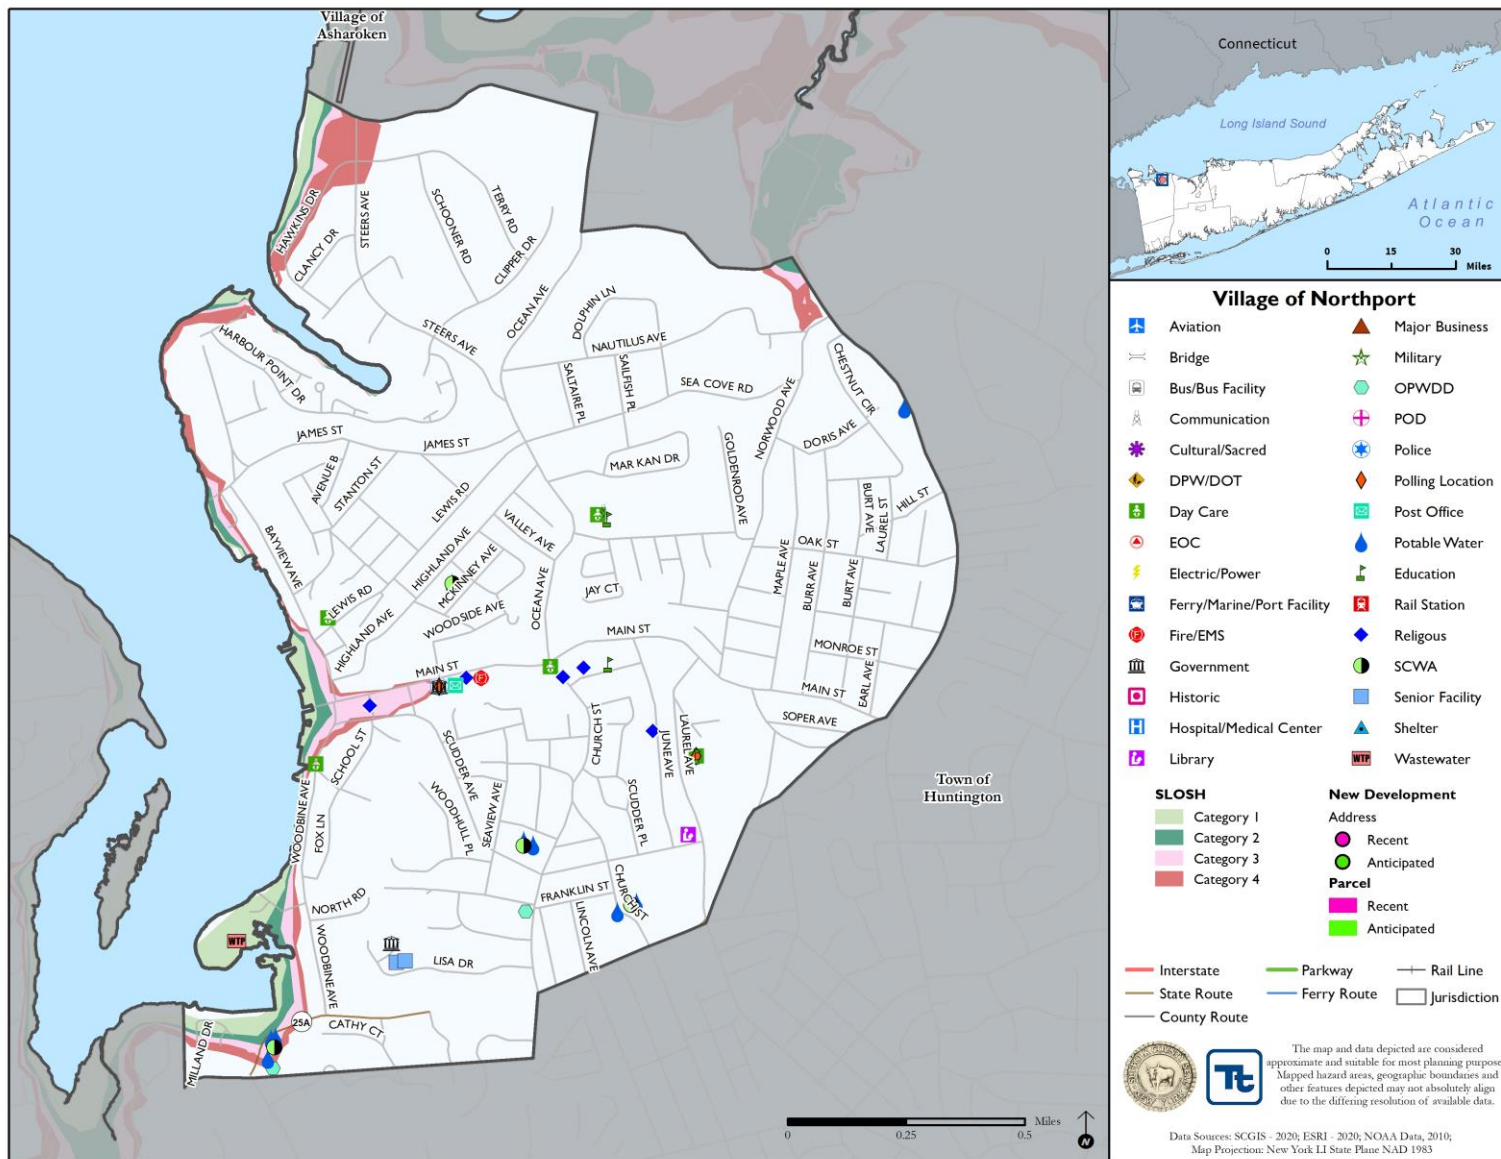 Village of
Asharoken
HAWKINS DR
CLANCY DR
STEERS AVE
SCHOONER RD
TERRY RD
CLIPPER DR
OCEAN AVE
DOLPHIN LN
STEERS AVE
NAUTILUS AVE
HARBOUR POINT DR
SALTAIRE PL
SAILFISH PL
SEA COVE RD
CHESTNUT CIR
NORWOOD AVE
JAMES ST
JAMES ST
DORIS AVE
GOLDENROD AVE
MAR KAN DR
AVENUE B
STANTON ST
LEWIS RD
BURT AVE
LAUREL ST
HILL ST
VALLEY AVE
BAYVIEW AVE
HIGHLAND AVE
MCKINNEY AVE
OAK ST
MAPLE AVE
BURR AVE
BURT AVE
OCEAN AVE
JAY CT
LEWIS RD
WOODSIDE AVE
HIGHLAND AVE
MAIN ST
MONROE ST
MAIN ST
MAIN ST
EARL AVE
SOPER AVE
CHURCH ST
JUNE AVE
LAUREL AVE
SCHOOL ST
SCUDDER AVE
WOODHULL PL
SEAVIEW AVE
SCUDDER PL
Town of
Huntington
WOODBINE AVE
FOX LN
NORTH RD
FRANKLIN ST
CHURCH ST
LINCOLN AVE
WTP
WOODBINE AVE
LISA DR
25A
CATHY CT
MILLAND DR
Miles
0 0.25 0.5
N
Connecticut
Long Island Sound
Atlantic
Ocean
0 15 30
Miles
Village of Northport
Aviation
Bridge
Bus/Bus Facility
Communication
Cultural/Sacred
DPW/DOT
Day Care
EOC
Electric/Power
Ferry/Marine/Port Facility
Fire/EMS
Government
Historic
Hospital/Medical Center
Library
Major Business
Military
OPWDD
POD
Police
Polling Location
Post Office
Potable Water
Education
Rail Station
Religous
SCWA
Senior Facility
Shelter
WTP Wastewater
SLOSH
Category 1
Category 2
Category 3
Category 4
New Development
Address
Recent
Anticipated
Parcel
Recent
Anticipated
Interstate
State Route
County Route
Parkway
Ferry Route
Rail Line
Jurisdiction
Tt
The map and data depicted are considered
approximate and suitable for most planning purpose
Mapped hazard areas, geographic boundaries and
other features depicted may not absolutely align
due to the differing resolution of available data.
Data Sources: SCGIS - 2020; ESRI - 2020; NOAA Data, 2010;
Map Projection: New York LI State Plane NAD 1983